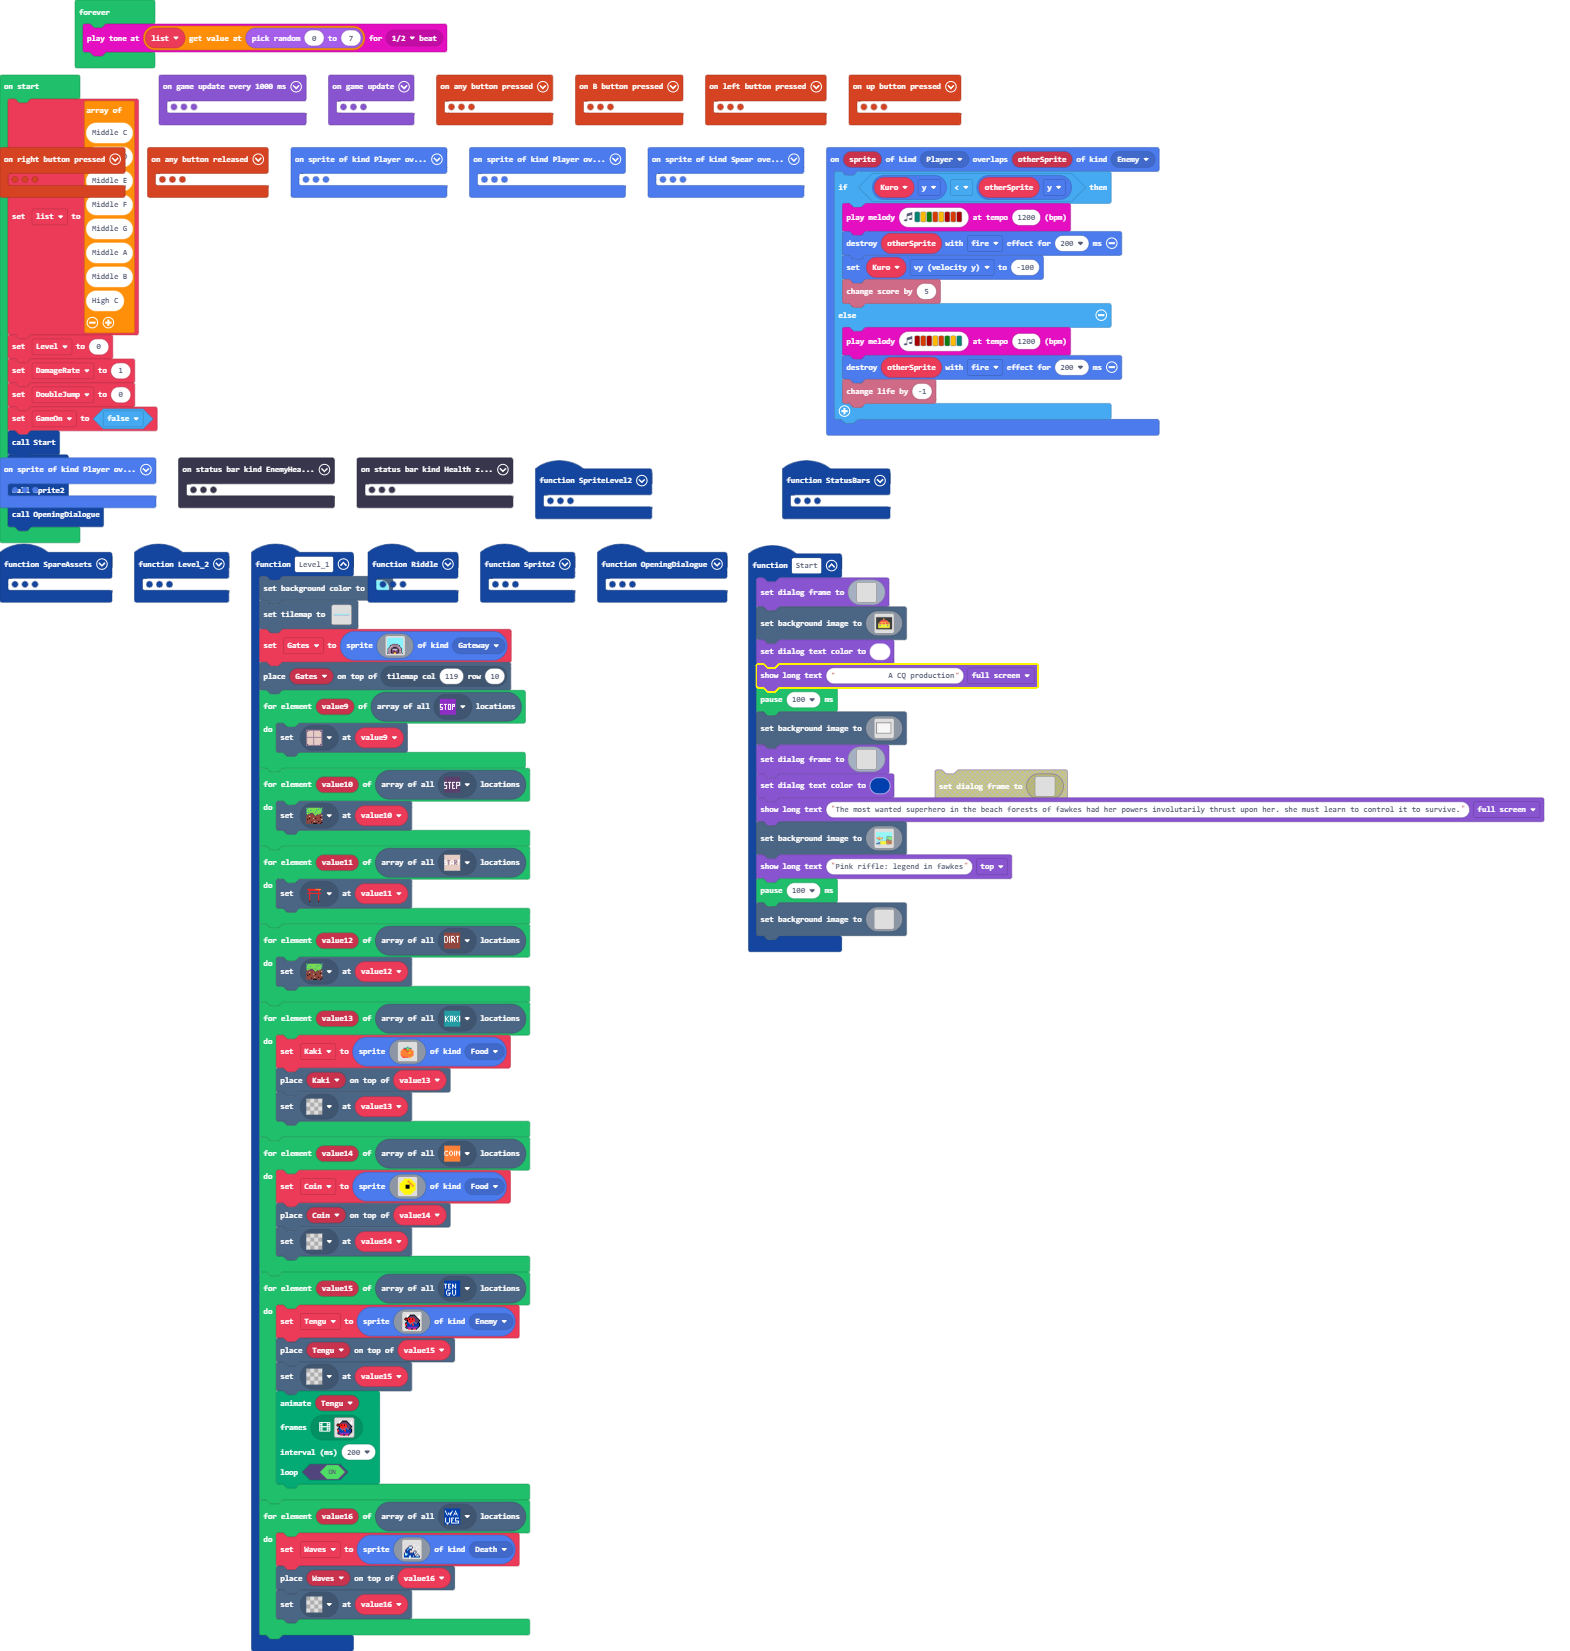 forever
play tone at list get value at pick random 0 to 7 for 1/2 beat
on start
on game update every 1000 ms
on game update
on any button pressed
on B button pressed
on left button pressed
on up button pressed
array of
Middle C
on right button pressed
on any button released
on sprite of kind Player ov...
on sprite of kind Player ov...
on sprite of kind Spear ove...
Middle E
Middle F
set list to
Middle G
Middle A
Middle B
High C
set Level to 0
set DamageRate to 1
set DoubleJump to 0
set GameOn to false
call Start
on sprite of kind Player ov...
call Sprite2
call OpeningDialogue
on sprite of kind Player overlaps otherSprite of kind Enemy
if Kuro y < otherSprite y then
play melody at tempo 1200 (bpm)
destroy otherSprite with fire effect for 200 ms
set Kuro vy (velocity y) to -100
change score by 5
else
play melody at tempo 1200 (bpm)
destroy otherSprite with fire effect for 200 ms
change life by -1
on status bar kind EnemyHea...
on status bar kind Health z...
function SpriteLevel2
function StatusBars
function SpareAssets
function Level_2
function Level_1
function Riddle
function Sprite2
function OpeningDialogue
function Start
set background color to
set tilemap to
set Gates to sprite of kind Gateway
place Gates on top of tilemap col 119 row 10
for element value9 of array of all STOP locations
do
set at value9
for element value10 of array of all STEP locations
do
set at value10
for element value11 of array of all locations
do
set at value11
for element value12 of array of all DIRT locations
do
set at value12
for element value13 of array of all KAKI locations
do
set Kaki to sprite of kind Food
place Kaki on top of value13
set at value13
for element value14 of array of all COIN locations
do
set Coin to sprite of kind Food
place Coin on top of value14
set at value14
for element value15 of array of all TEN GU locations
do
set Tengu to sprite of kind Enemy
place Tengu on top of value15
set at value15
animate Tengu
frames
interval (ms) 200
loop ON
for element value16 of array of all WA VES locations
do
set Waves to sprite of kind Death
place Waves on top of value16
set at value16
set dialog frame to
set background image to
set dialog text color to
show long text " A CQ production" full screen
pause 100 ms
set background image to
set dialog frame to
set dialog text color to
set dialog frame to
show long text "The most wanted superhero in the beach forests of fawkes had her powers involutarily thrust upon her. she must learn to control it to survive." full screen
set background image to
show long text "Pink riffle: legend in fawkes" top
pause 100 ms
set background image to